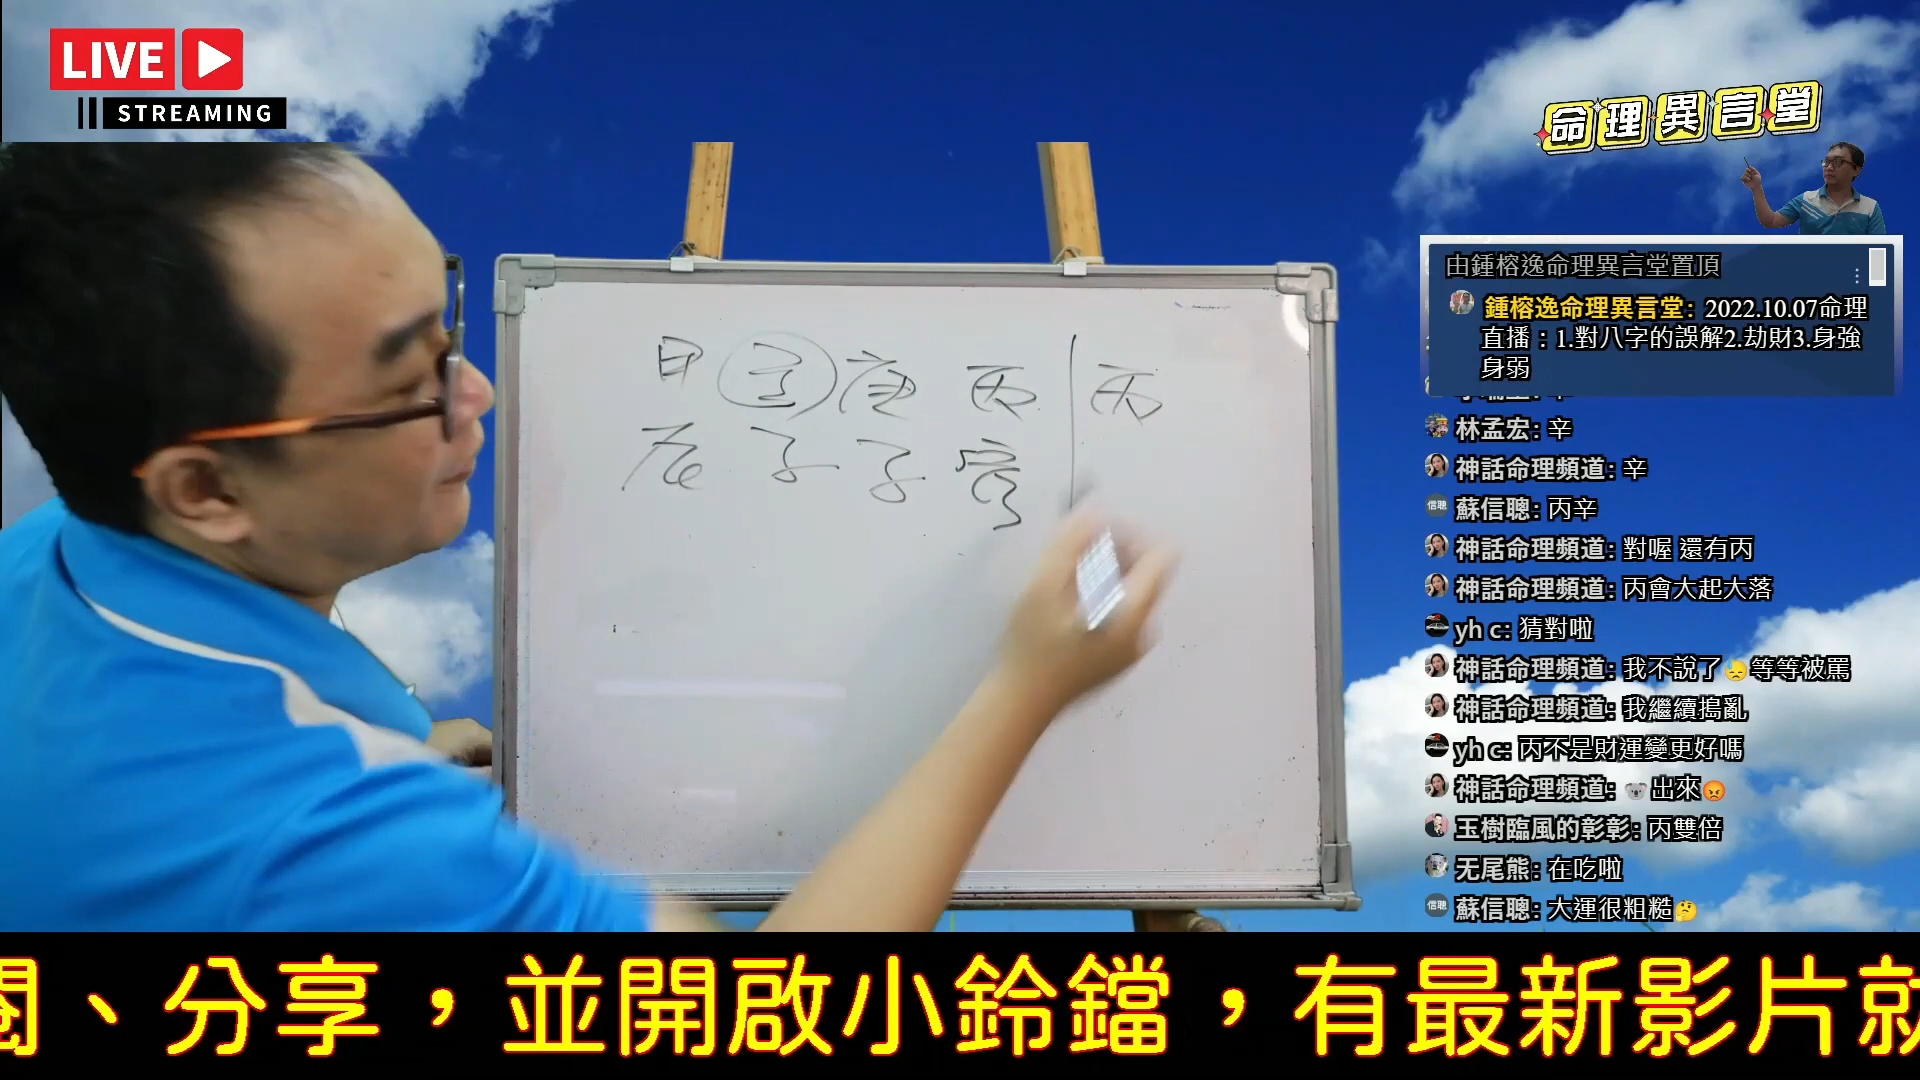 LIVE
STREAMING
命理異言堂
由鍾榕逸命理異言堂置頂
鍾榕逸命理異言堂: 2022.10.07命理
直播：1.對八字的誤解2.劫財3.身強
身弱
林孟宏: 辛
神話命理頻道: 辛
蘇信聰: 丙辛
神話命理頻道: 對喔 還有丙
神話命理頻道: 丙會大起大落
yh c: 猜對啦
神話命理頻道: 我不說了😓等等被罵
神話命理頻道: 我繼續搗亂
yh c: 丙不是財運變更好嗎
神話命理頻道: 🐨出來😡
玉樹臨風的彰彰: 丙雙倍
无尾熊: 在吃啦
蘇信聰: 大運很粗糙🤔
甲 壬 庚 丙 丙
辰 子 子 寅
、分享，並開啟小鈴鐺，有最新影片就